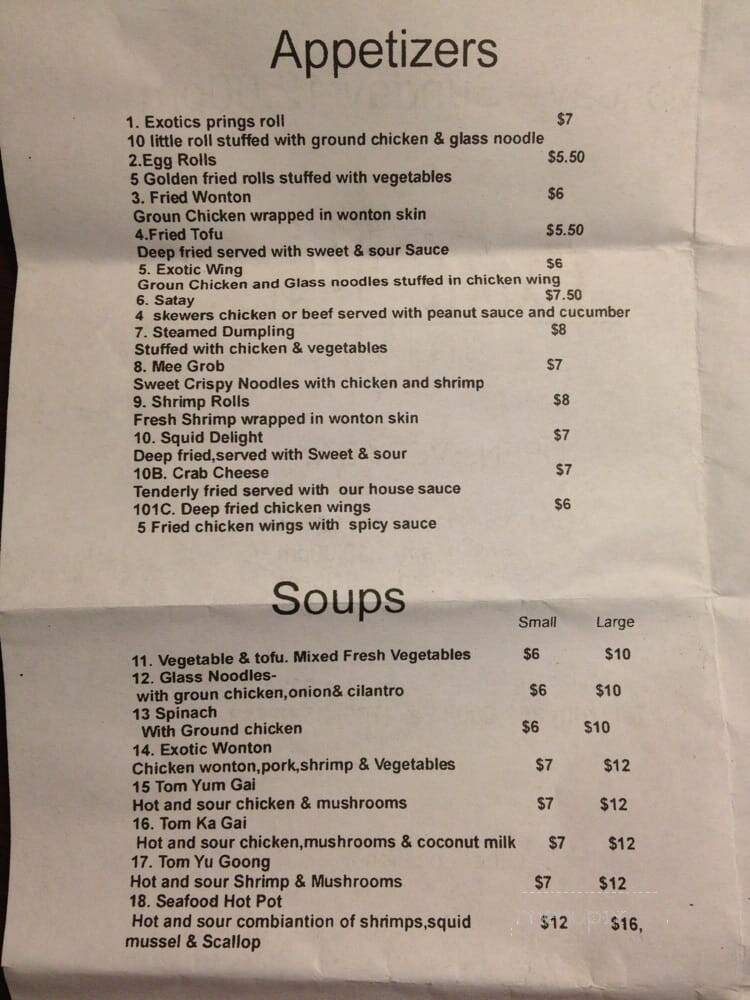 Appetizers
1. Exotics prings roll $7
10 little roll stuffed with ground chicken & glass noodle
2.Egg Rolls $5.50
5 Golden fried rolls stuffed with vegetables
3. Fried Wonton $6
Groun Chicken wrapped in wonton skin
4.Fried Tofu $5.50
Deep fried served with sweet & sour Sauce
5. Exotic Wing $6
Groun Chicken and Glass noodles stuffed in chicken wing
6. Satay $7.50
4 skewers chicken or beef served with peanut sauce and cucumber
7. Steamed Dumpling $8
Stuffed with chicken & vegetables
8. Mee Grob $7
Sweet Crispy Noodles with chicken and shrimp
9. Shrimp Rolls $8
Fresh Shrimp wrapped in wonton skin
10. Squid Delight $7
Deep fried,served with Sweet & sour
10B. Crab Cheese $7
Tenderly fried served with our house sauce
101C. Deep fried chicken wings $6
5 Fried chicken wings with spicy sauce
Soups
Small Large
11. Vegetable & tofu. Mixed Fresh Vegetables $6 $10
12. Glass Noodles-
with groun chicken,onion& cilantro $6 $10
13 Spinach
With Ground chicken $6 $10
14. Exotic Wonton
Chicken wonton,pork,shrimp & Vegetables $7 $12
15 Tom Yum Gai
Hot and sour chicken & mushrooms $7 $12
16. Tom Ka Gai
Hot and sour chicken,mushrooms & coconut milk $7 $12
17. Tom Yu Goong
Hot and sour Shrimp & Mushrooms $7 $12
18. Seafood Hot Pot
Hot and sour combiantion of shrimps,squid $12 $16,
mussel & Scallop